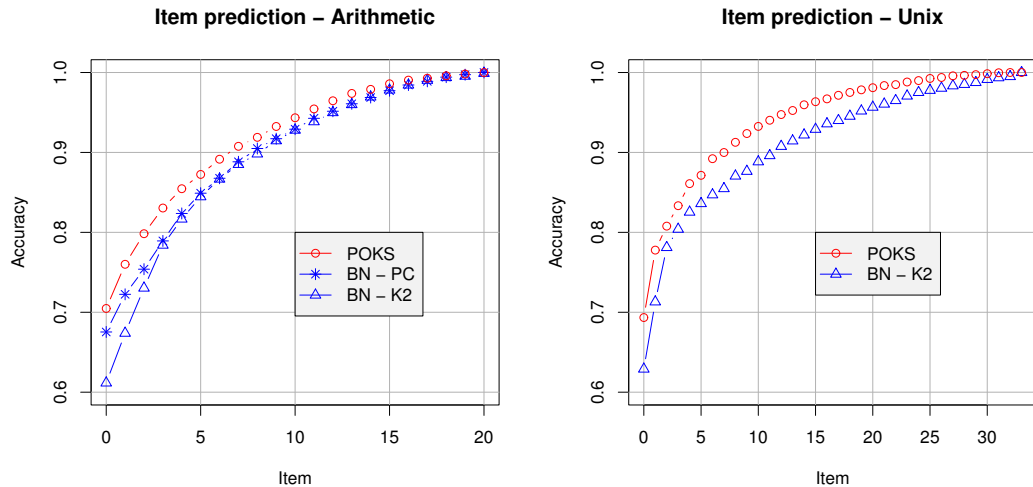 Item prediction – Arithmetic
1.0
0.9
0.8
0.7
0.6
Accuracy
POKS
BN – PC
BN – K2
0 5 10 15 20
Item
Item prediction – Unix
1.0
0.9
0.8
0.7
0.6
Accuracy
POKS
BN – K2
0 5 10 15 20 25 30
Item